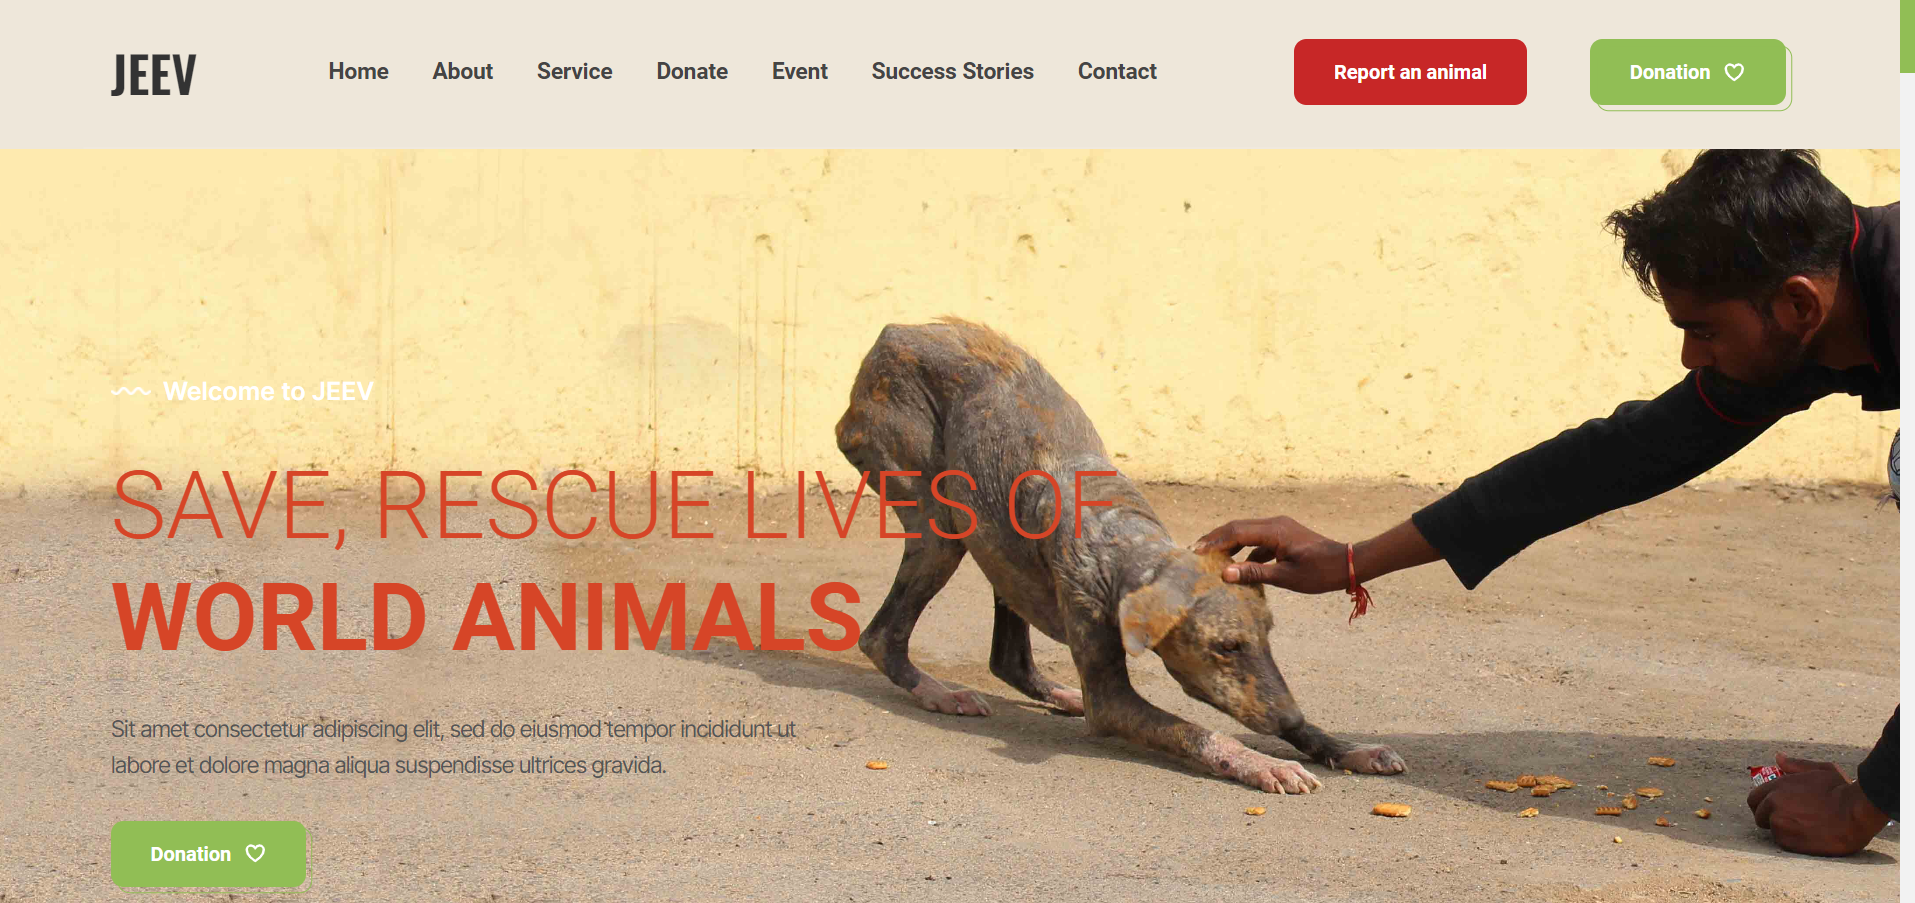 JEEV
Home About Service Donate Event Success Stories Contact
Report an animal
Donation
Welcome to JEEV
SAVE, RESCUE LIVES OF
WORLD ANIMALS
Sit amet consectetur adipiscing elit, sed do eiusmod tempor incididunt ut
labore et dolore magna aliqua suspendisse ultrices gravida.
Donation